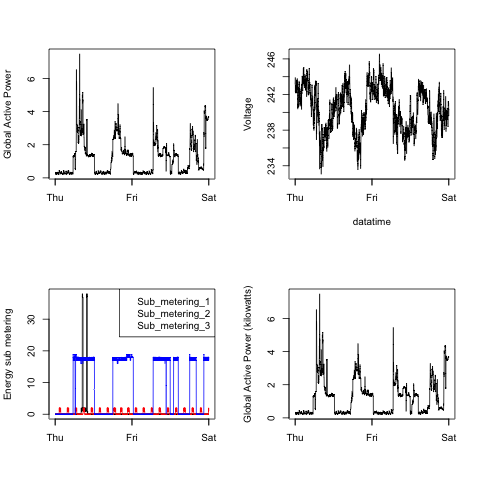 Global Active Power
0 2 4 6
Thu Fri Sat
Voltage
234 238 242 246
Thu Fri Sat
datatime
Energy sub metering
0 10 20 30
Sub_metering_1
Sub_metering_2
Sub_metering_3
Thu Fri Sat
Global Active Power (kilowatts)
0 2 4 6
Thu Fri Sat